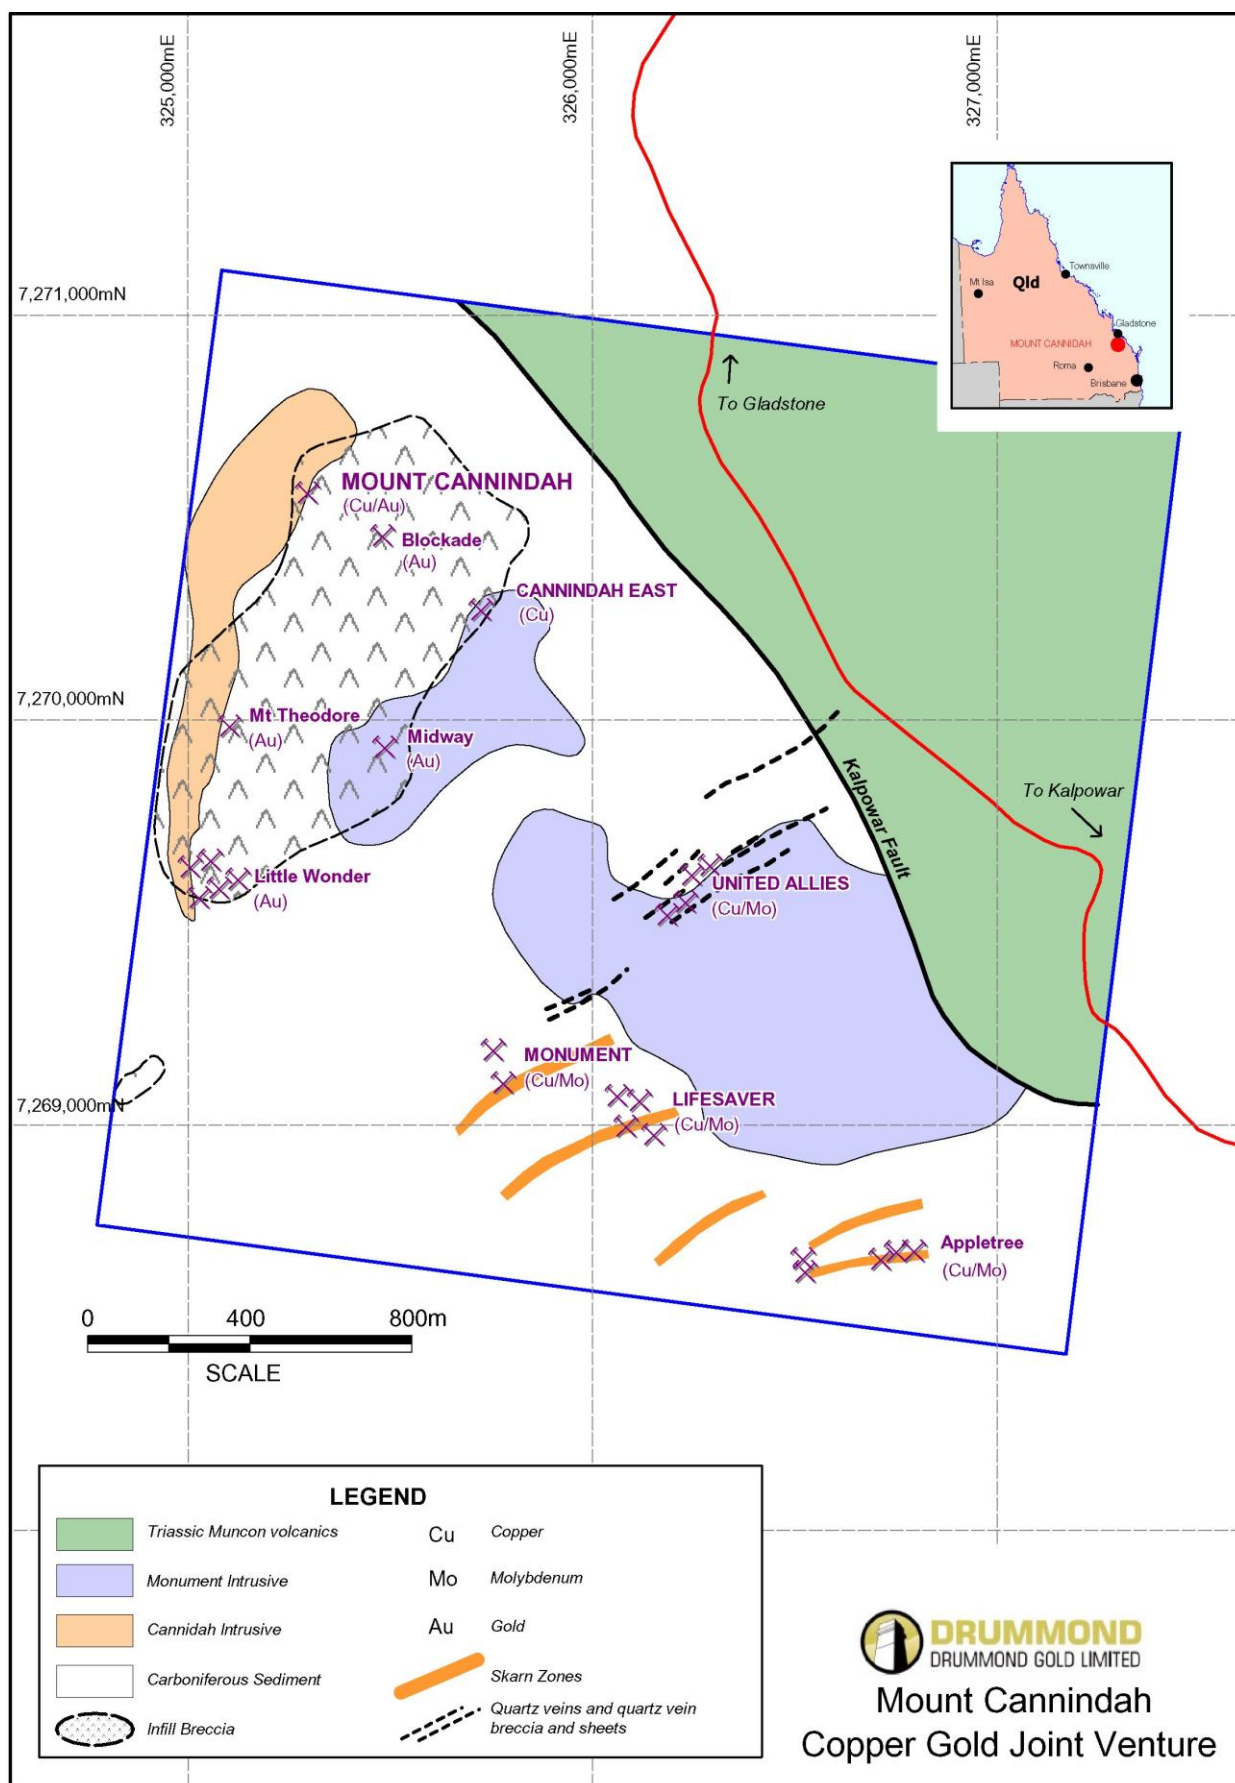 325,000mE
326,000mE
327,000mE
7,271,000mN
Townsville
Mt Isa
Qld
Gladstone
MOUNT CANNIDAH
Roma
Brisbane
To Gladstone
MOUNT CANNINDAH
(Cu/Au)
Blockade
(Au)
CANNINDAH EAST
(Cu)
7,270,000mN
Mt Theodore
(Au)
Midway
(Au)
Kalpowar Fault
To Kalpowar
Little Wonder
(Au)
UNITED ALLIES
(Cu/Mo)
MONUMENT
(Cu/Mo)
7,269,000mN
LIFESAVER
(Cu/Mo)
Appletree
(Cu/Mo)
0 400 800m
SCALE
LEGEND
Triassic Muncon volcanics
Monument Intrusive
Cannidah Intrusive
Carboniferous Sediment
Infill Breccia
Cu Copper
Mo Molybdenum
Au Gold
Skarn Zones
Quartz veins and quartz vein
breccia and sheets
DRUMMOND
DRUMMOND GOLD LIMITED
Mount Cannindah
Copper Gold Joint Venture